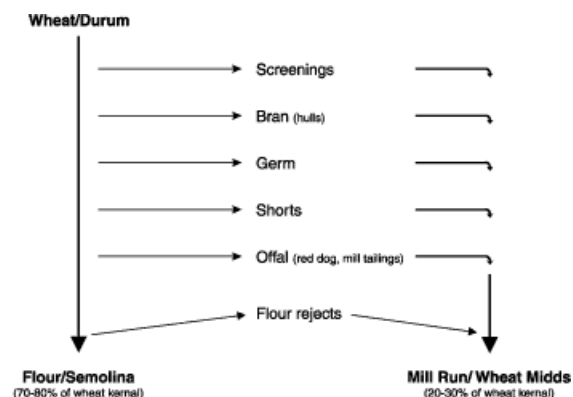 Wheat/Durum
Screenings
Bran (hulls)
Germ
Shorts
Offal (red dog, mill tailings)
Flour rejects
Flour/Semolina
(70-80% of wheat kernal)
Mill Run/ Wheat Midds
(20-30% of wheat kernal)